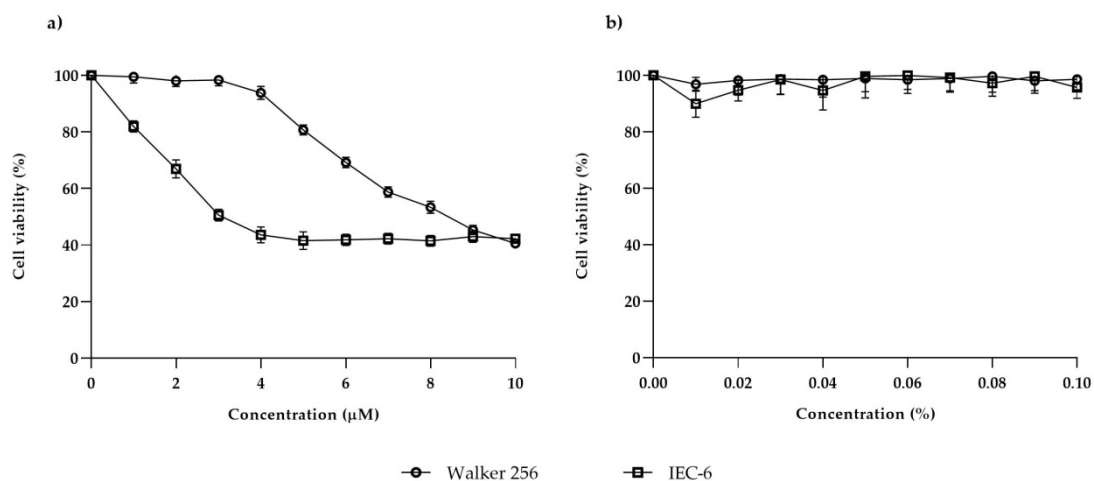 a)
100
80
60
40
20
0
Cell viability (%)
0 2 4 6 8 10
Concentration (µM)
b)
100
80
60
40
20
0
Cell viability (%)
0.00 0.02 0.04 0.06 0.08 0.10
Concentration (%)
Walker 256 IEC-6